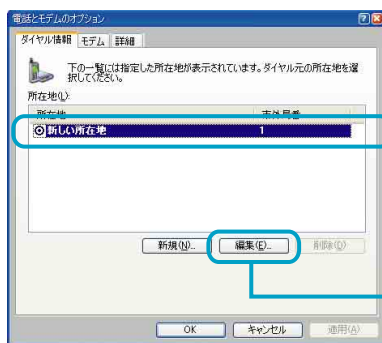 電話とモデムのオプション
ダイヤル情報 モデム 詳細
下の一覧には指定した所在地が表示されています。ダイヤル元の所在地を選択してください。
所在地(L):
所在地 市外局番
新しい所在地 1
新規(N)... 編集(E)... 削除(D)
OK キャンセル 適用(A)